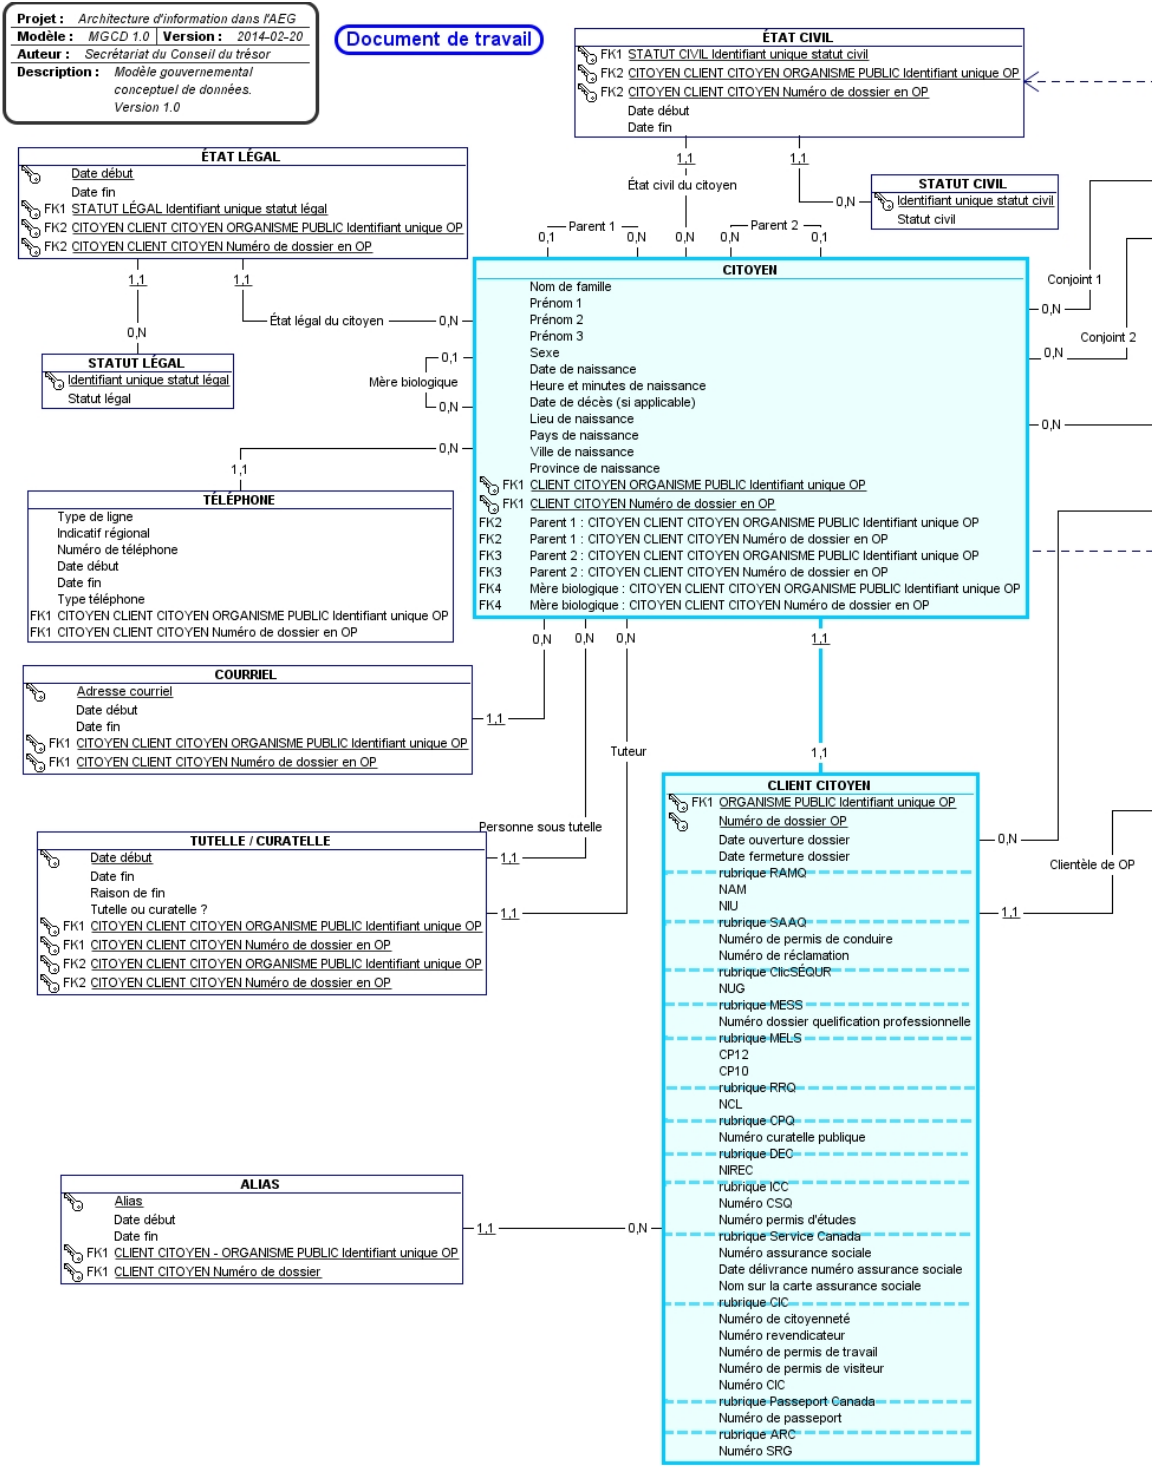 Projet : Architecture d'information dans l'AEG
Modèle : MGCD 1.0 Version : 2014-02-20
Auteur : Secrétariat du Conseil du trésor
Description : Modèle gouvernemental
conceptuel de données.
Version 1.0
Document de travail
ÉTAT CIVIL
FK1 STATUT CIVIL Identifiant unique statut civil
FK2 CITOYEN CLIENT CITOYEN ORGANISME PUBLIC Identifiant unique OP
FK2 CITOYEN CLIENT CITOYEN Numéro de dossier en OP
Date début
Date fin
1,1
1,1
État civil du citoyen
0,N
STATUT CIVIL
Identifiant unique statut civil
Statut civil
ÉTAT LÉGAL
Date début
Date fin
FK1 STATUT LÉGAL Identifiant unique statut légal
FK2 CITOYEN CLIENT CITOYEN ORGANISME PUBLIC Identifiant unique OP
FK2 CITOYEN CLIENT CITOYEN Numéro de dossier en OP
1,1
1,1
0,N
État légal du citoyen
0,N
STATUT LÉGAL
Identifiant unique statut légal
Statut légal
Parent 1
Parent 2
0,1
0,N
0,N
0,N
0,1
CITOYEN
Nom de famille
Prénom 1
Prénom 2
Prénom 3
Sexe
Date de naissance
Heure et minutes de naissance
Date de décès (si applicable)
Lieu de naissance
Pays de naissance
Ville de naissance
Province de naissance
FK1 CLIENT CITOYEN ORGANISME PUBLIC Identifiant unique OP
FK1 CLIENT CITOYEN Numéro de dossier en OP
FK2 Parent 1 : CITOYEN CLIENT CITOYEN ORGANISME PUBLIC Identifiant unique OP
FK2 Parent 1 : CITOYEN CLIENT CITOYEN Numéro de dossier en OP
FK3 Parent 2 : CITOYEN CLIENT CITOYEN ORGANISME PUBLIC Identifiant unique OP
FK3 Parent 2 : CITOYEN CLIENT CITOYEN Numéro de dossier en OP
FK4 Mère biologique : CITOYEN CLIENT CITOYEN ORGANISME PUBLIC Identifiant unique OP
FK4 Mère biologique : CITOYEN CLIENT CITOYEN Numéro de dossier en OP
Conjoint 1
0,N
Conjoint 2
0,N
0,N
0,1
Mère biologique
0,N
0,N
1,1
TÉLÉPHONE
Type de ligne
Indicatif régional
Numéro de téléphone
Date début
Date fin
Type téléphone
FK1 CITOYEN CLIENT CITOYEN ORGANISME PUBLIC Identifiant unique OP
FK1 CITOYEN CLIENT CITOYEN Numéro de dossier en OP
0,N
0,N
0,N
1,1
COURRIEL
Adresse courriel
Date début
Date fin
FK1 CITOYEN CLIENT CITOYEN ORGANISME PUBLIC Identifiant unique OP
FK1 CITOYEN CLIENT CITOYEN Numéro de dossier en OP
1,1
Tuteur
1,1
Personne sous tutelle
TUTELLE / CURATELLE
Date début
Date fin
Raison de fin
Tutelle ou curatelle ?
FK1 CITOYEN CLIENT CITOYEN ORGANISME PUBLIC Identifiant unique OP
FK1 CITOYEN CLIENT CITOYEN Numéro de dossier en OP
FK2 CITOYEN CLIENT CITOYEN ORGANISME PUBLIC Identifiant unique OP
FK2 CITOYEN CLIENT CITOYEN Numéro de dossier en OP
1,1
1,1
CLIENT CITOYEN
FK1 ORGANISME PUBLIC Identifiant unique OP
Numéro de dossier OP
Date ouverture dossier
Date fermeture dossier
rubrique RAMQ
NAM
NIU
rubrique SAAQ
Numéro de permis de conduire
Numéro de réclamation
rubrique ClicSÉQUR
NUG
rubrique MESS
Numéro dossier quelification professionnelle
rubrique MELS
CP12
CP10
rubrique RRQ
NCL
rubrique CPQ
Numéro curatelle publique
rubrique DEC
NIREC
rubrique ICC
Numéro CSQ
Numéro permis d'études
rubrique Service Canada
Numéro assurance sociale
Date délivrance numéro assurance sociale
Nom sur la carte assurance sociale
rubrique CIC
Numéro de citoyenneté
Numéro revendicateur
Numéro de permis de travail
Numéro de permis de visiteur
Numéro CIC
rubrique Passeport Canada
Numéro de passeport
rubrique ARC
Numéro SRG
0,N
Clientèle de OP
1,1
ALIAS
Alias
Date début
Date fin
FK1 CLIENT CITOYEN - ORGANISME PUBLIC Identifiant unique OP
FK1 CLIENT CITOYEN Numéro de dossier
1,1
0,N